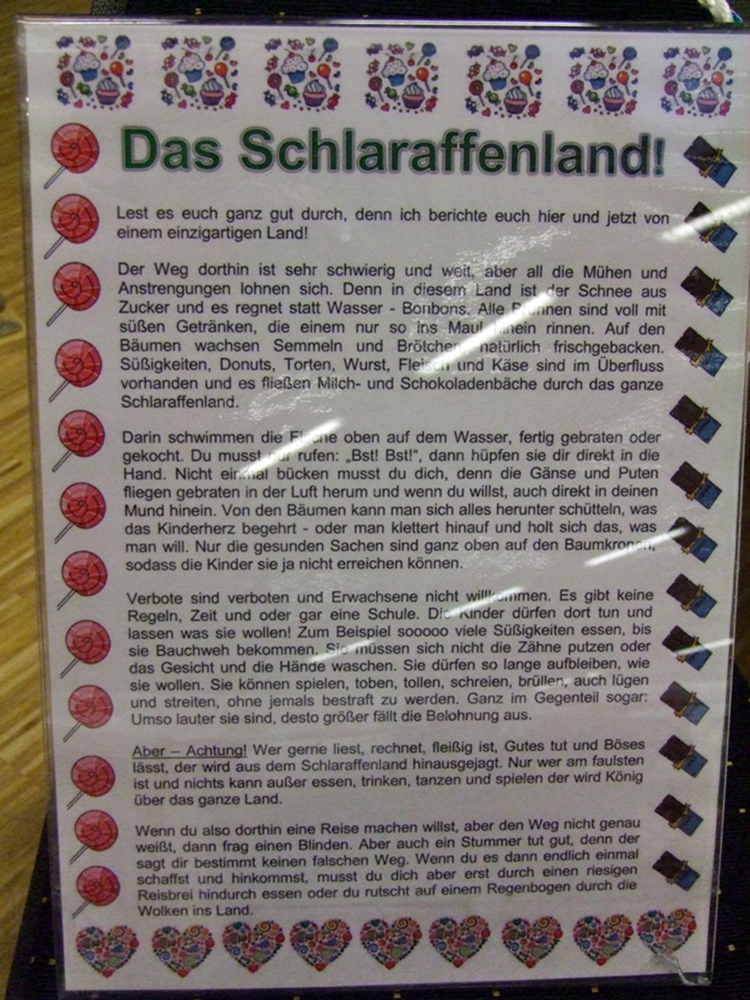 Das Schlaraffenland!
Lest es euch ganz gut durch, denn ich berichte euch hier und jetzt von
einem einzigartigen Land!
Der Weg dorthin ist sehr schwierig und weit, aber all die Mühen und
Anstrengungen lohnen sich. Denn in diesem Land ist der Schnee aus
Zucker und es regnet statt Wasser - Bonbons. Alle Brunnen sind voll mit
süßen Getränken, die einem nur so ins Maul hinein rinnen. Auf den
Bäumen wachsen Semmeln und Brötchen, natürlich frischgebacken.
Süßigkeiten, Donuts, Torten, Wurst, Fleisch und Käse sind im Überfluss
vorhanden und es fließen Milch- und Schokoladenbäche durch das ganze
Schlaraffenland.
Darin schwimmen die Fische oben auf dem Wasser, fertig gebraten oder
gekocht. Du musst nur rufen: „Bst! Bst!“, dann hüpfen sie dir direkt in die
Hand. Nicht einmal bücken musst du dich, denn die Gänse und Puten
fliegen gebraten in der Luft herum und wenn du willst, auch direkt in deinen
Mund hinein. Von den Bäumen kann man sich alles herunter schütteln, was
das Kinderherz begehrt - oder man klettert hinauf und holt sich das, was
man will. Nur die gesunden Sachen sind ganz oben auf den Baumkronen,
sodass die Kinder sie ja nicht erreichen können.
Verbote sind verboten und Erwachsene nicht willkommen. Es gibt keine
Regeln, Zeit und oder gar eine Schule. Die Kinder dürfen dort tun und
lassen was sie wollen! Zum Beispiel sooooo viele Süßigkeiten essen, bis
sie Bauchweh bekommen. Sie müssen sich nicht die Zähne putzen oder
das Gesicht und die Hände waschen. Sie dürfen so lange aufbleiben, wie
sie wollen. Sie können spielen, toben, tollen, schreien, brüllen, auch lügen
und streiten, ohne jemals bestraft zu werden. Ganz im Gegenteil sogar:
Umso lauter sie sind, desto größer fällt die Belohnung aus.
Aber – Achtung! Wer gerne liest, rechnet, fleißig ist, Gutes tut und Böses
lässt, der wird aus dem Schlaraffenland hinausgejagt. Nur wer am faulsten
ist und nichts kann außer essen, trinken, tanzen und spielen der wird König
über das ganze Land.
Wenn du also dorthin eine Reise machen willst, aber den Weg nicht genau
weißt, dann frag einen Blinden. Aber auch ein Stummer tut gut, denn der
sagt dir bestimmt keinen falschen Weg. Wenn du es dann endlich einmal
schaffst und hinkommst, musst du dich aber erst durch einen riesigen
Reisbrei hindurch essen oder du rutscht auf einem Regenbogen durch die
Wolken ins Land.